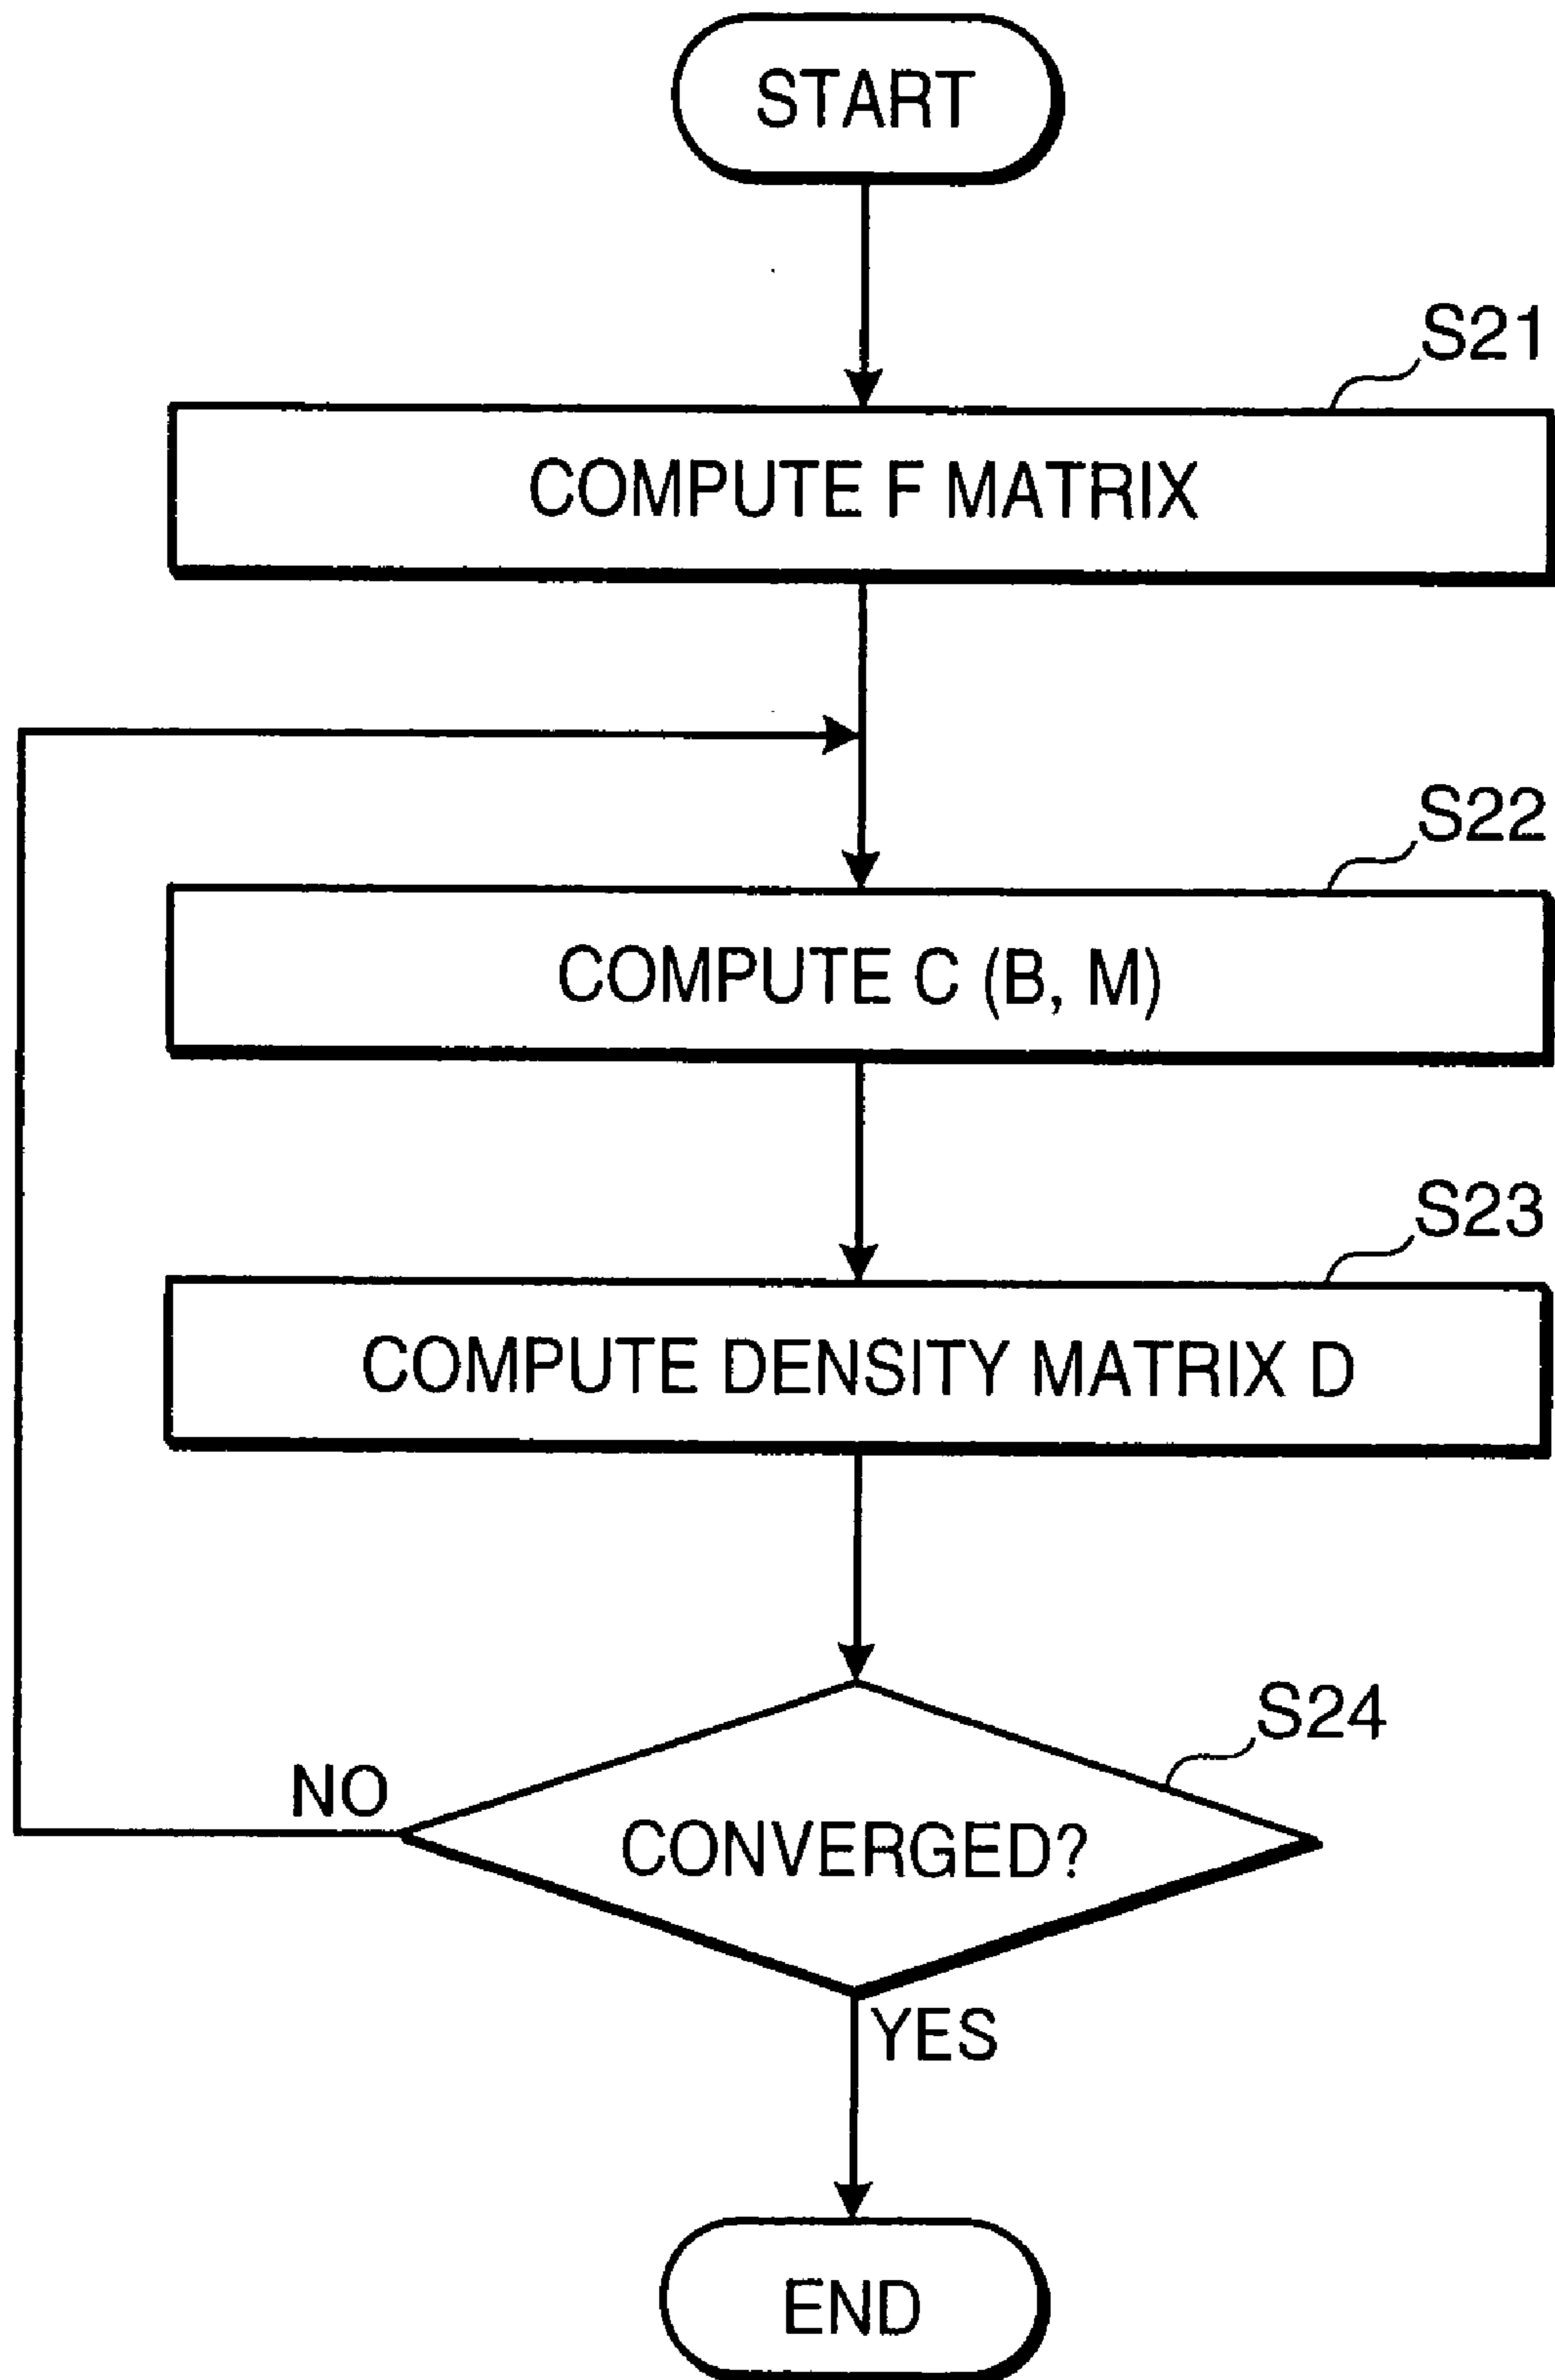 START
S21
COMPUTE F MATRIX
S22
COMPUTE C (B, M)
S23
COMPUTE DENSITY MATRIX D
S24
NO
CONVERGED?
YES
END